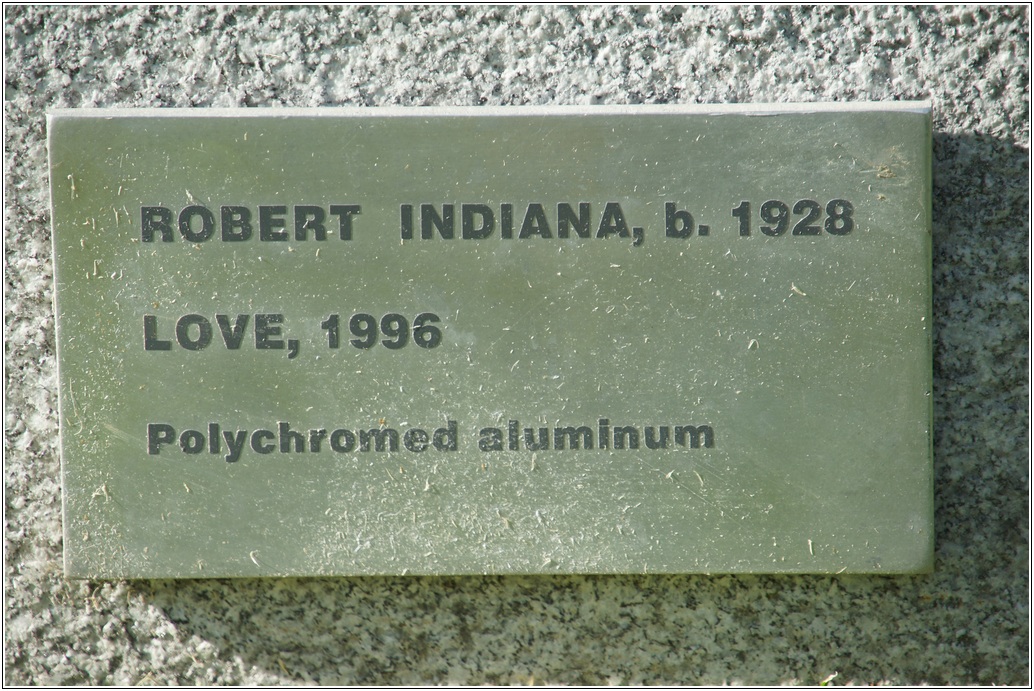 ROBERT INDIANA, b. 1928
LOVE, 1996
Polychromed aluminum